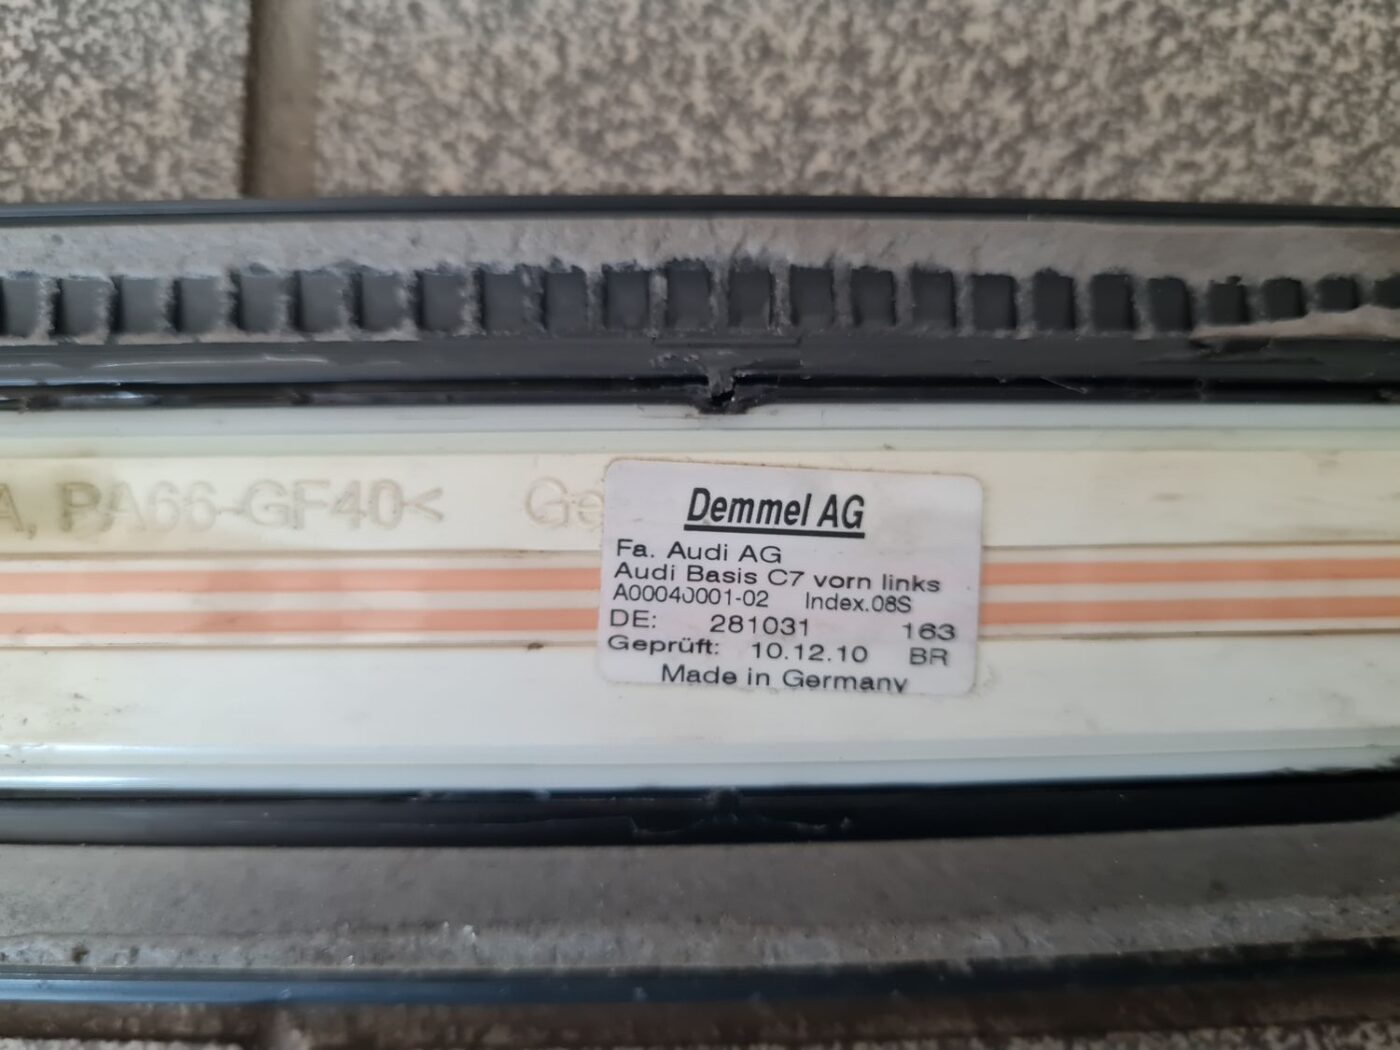 A, PA66-GF40< Ge
Demmel AG
Fa. Audi AG
Audi Basis C7 vorn links
A00040001-02 Index.08S
DE: 281031 163
Geprüft: 10.12.10 BR
Made in Germany